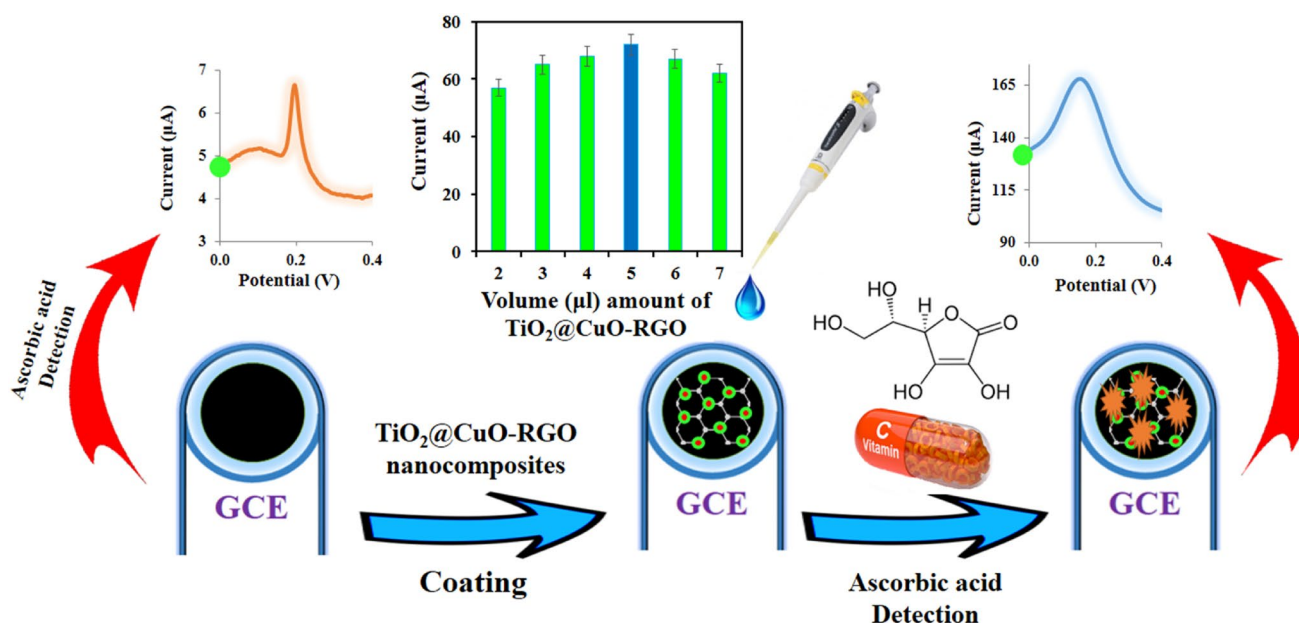 7
6
5
4
3
Current (µA)
0.0 0.2 0.4
Potential (V)
80
60
40
20
0
Current (µA)
2 3 4 5 6 7
Volume (µl) amount of
TiO₂@CuO-RGO
165
140
115
90
Current (µA)
0.0 0.2 0.4
Potential (V)
Ascorbic acid
Detection
GCE
TiO₂@CuO-RGO
nanocomposites
Coating
GCE
HO
HO
H
O
O
HO
OH
C
Vitamin
Ascorbic acid
Detection
GCE